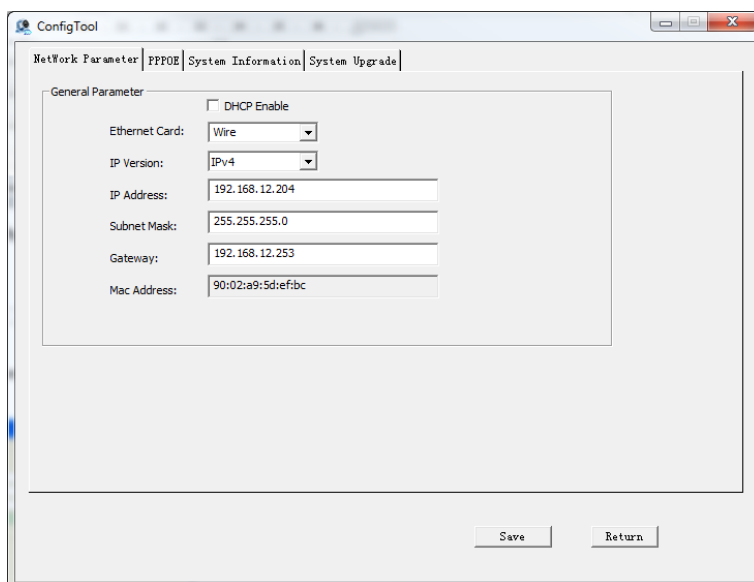 ConfigTool
NetWork Parameter PPPOE System Information System Upgrade
General Parameter
DHCP Enable
Ethernet Card: Wire
IP Version: IPv4
IP Address: 192.168.12.204
Subnet Mask: 255.255.255.0
Gateway: 192.168.12.253
Mac Address: 90:02:a9:5d:ef:bc
Save Return